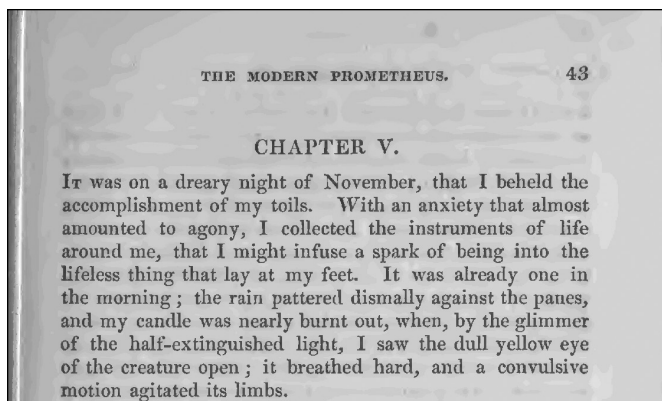 THE MODERN PROMETHEUS. 43
CHAPTER V.
IT was on a dreary night of November, that I beheld the
accomplishment of my toils. With an anxiety that almost
amounted to agony, I collected the instruments of life
around me, that I might infuse a spark of being into the
lifeless thing that lay at my feet. It was already one in
the morning ; the rain pattered dismally against the panes,
and my candle was nearly burnt out, when, by the glimmer
of the half-extinguished light, I saw the dull yellow eye
of the creature open ; it breathed hard, and a convulsive
motion agitated its limbs.